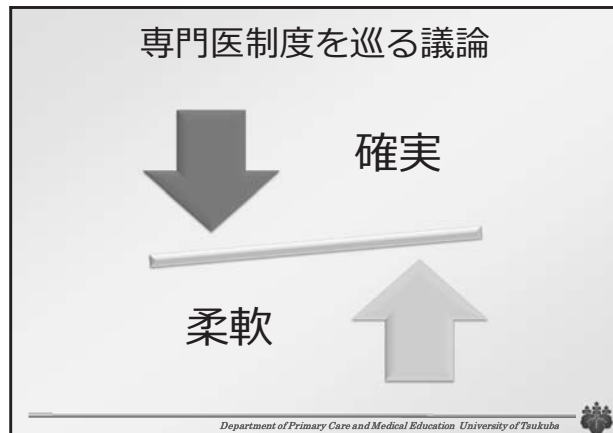 専門医制度を巡る議論
確実
柔軟
Department of Primary Care and Medical Education University of Tsukuba